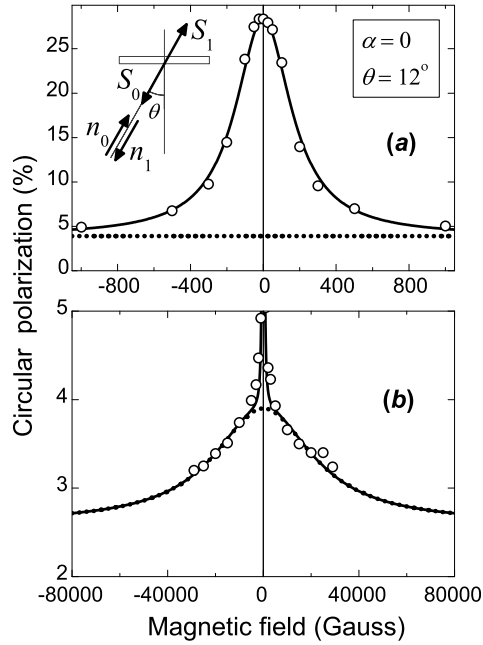 S₁
S₀
θ
n₀
n₁
α = 0
θ = 12°
(a)
25
20
15
10
5
0
-800 -400 0 400 800
Circular polarization (%)
5
4
3
2
(b)
-80000 -40000 0 40000 80000
Magnetic field (Gauss)